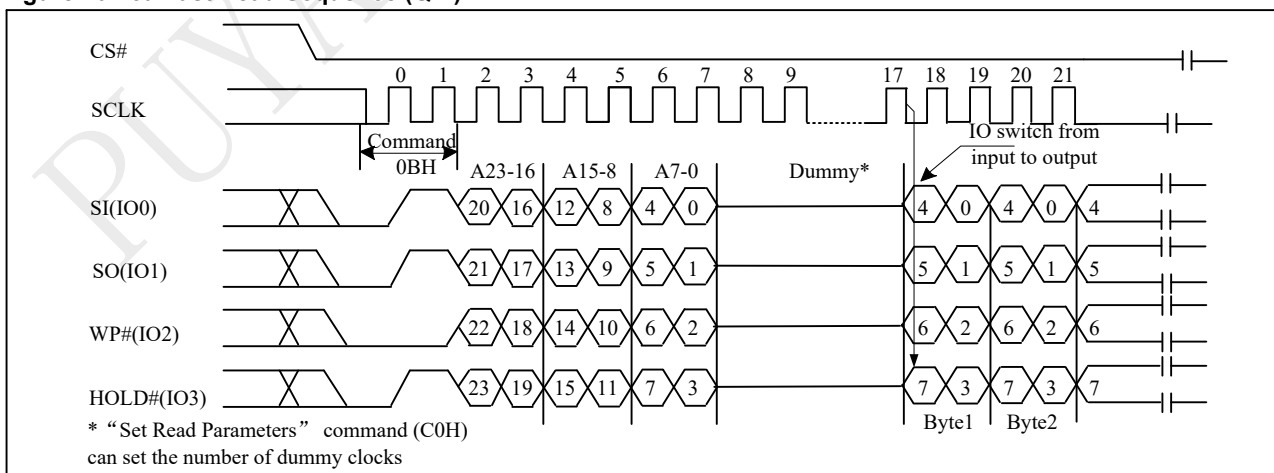 CS#
0 1 2 3 4 5 6 7 8 9 17 18 19 20 21
SCLK
Command
0BH
IO switch from
input to output
A23-16 A15-8 A7-0 Dummy*
SI(IO0) 20 16 12 8 4 0 4 0 4 0 4
SO(IO1) 21 17 13 9 5 1 5 1 5 1 5
WP#(IO2) 22 18 14 10 6 2 6 2 6 2 6
HOLD#(IO3) 23 19 15 11 7 3 7 3 7 3 7
Byte1 Byte2
* “Set Read Parameters” command (C0H)
can set the number of dummy clocks
PUYA